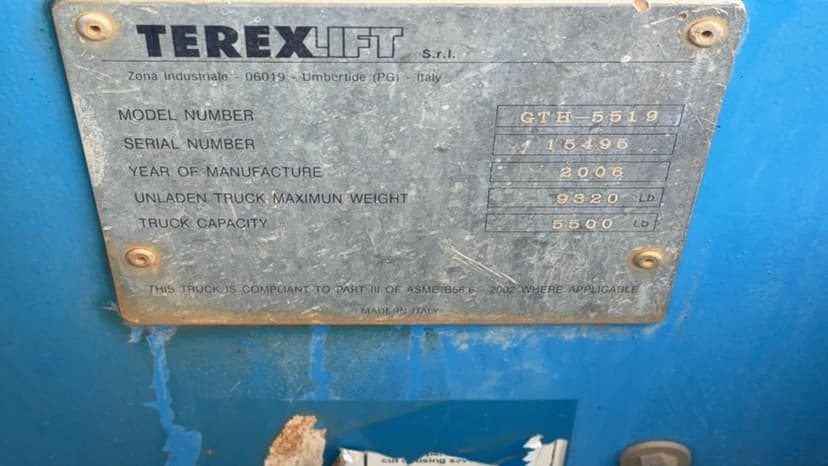 TEREXLIFT S.r.l.
Zona Industriale - 06019 - Umbertide (PG) - Italy
MODEL NUMBER GTH-5519
SERIAL NUMBER 15495
YEAR OF MANUFACTURE 2006
UNLADEN TRUCK MAXIMUN WEIGHT 9320 Lb
TRUCK CAPACITY 5500 Lb
THIS TRUCK IS COMPLIANT TO PART III OF ASME B56.6 - 2002 WHERE APPLICABLE
MADE IN ITALY